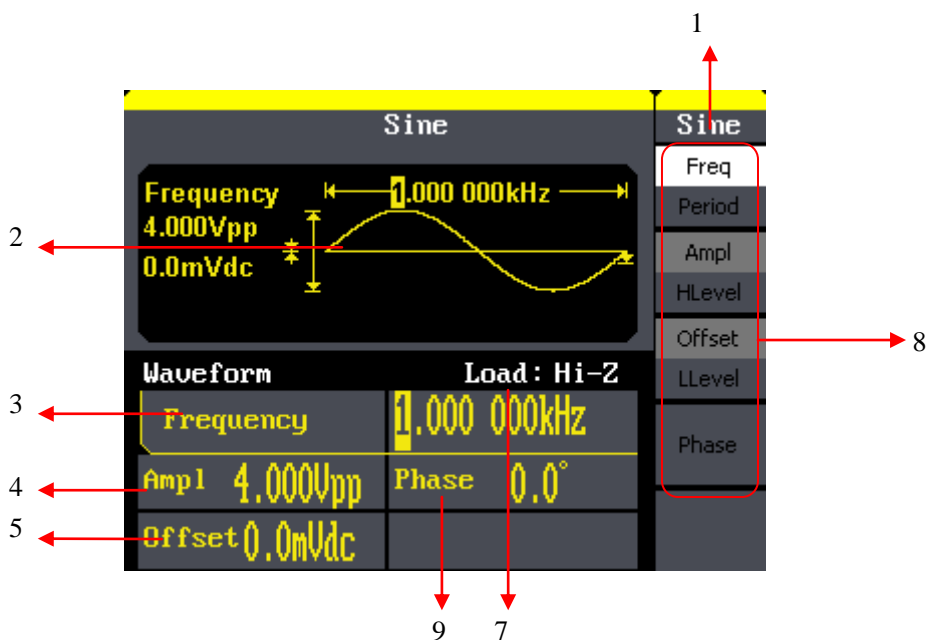 1
Sine
Sine
Freq
Frequency
1.000 000kHz
Period
4.000Vpp
2
Ampl
0.0mVdc
HLevel
Offset
8
Waveform
Load: Hi-Z
LLevel
3
Frequency
1.000 000kHz
Phase
4
Ampl 4.000Vpp
Phase 0.0°
5
Offset 0.0mVdc
9
7